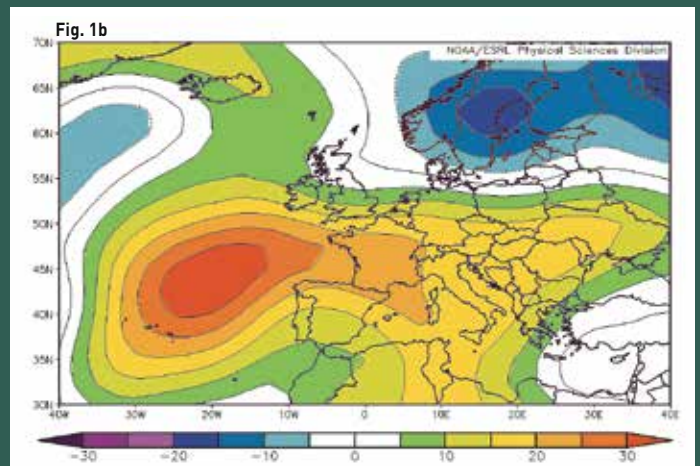 Fig. 1b
NOAA/ESRL Physical Sciences Division
70N
65N
60N
55N
50N
45N
40N
35N
30N
40W 30W 20W 10W 0 10E 20E 30E 40E
-30 -20 -10 0 10 20 30